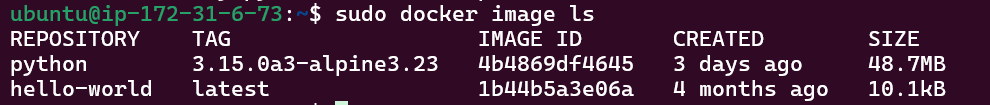 ubuntu@ip-172-31-6-73:~$ sudo docker image ls
REPOSITORY TAG IMAGE ID CREATED SIZE
python 3.15.0a3-alpine3.23 4b4869df4645 3 days ago 48.7MB
hello-world latest 1b44b5a3e06a 4 months ago 10.1kB